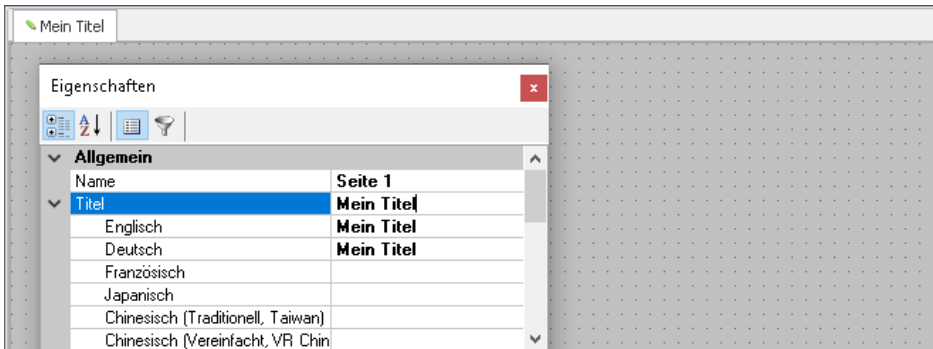 Mein Titel
Eigenschaften
x
A
Z
Allgemein
Name Seite 1
Titel Mein Titel
Englisch Mein Titel
Deutsch Mein Titel
Französisch
Japanisch
Chinesisch (Traditionell, Taiwan)
Chinesisch (Vereinfacht, VR Chin